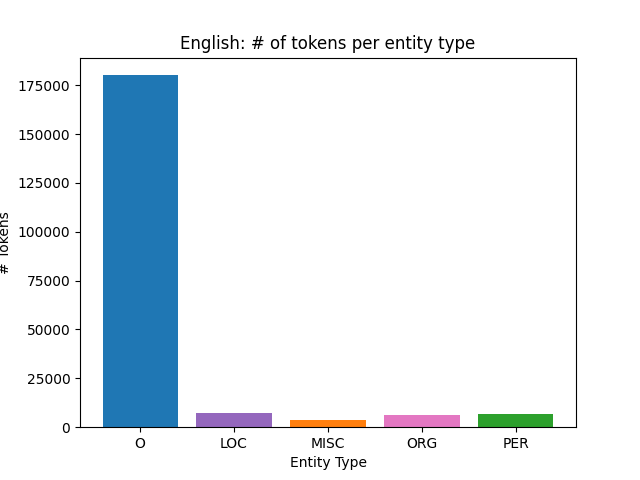 English: # of tokens per entity type
# Tokens
175000
150000
125000
100000
75000
50000
25000
0
O LOC MISC ORG PER
Entity Type